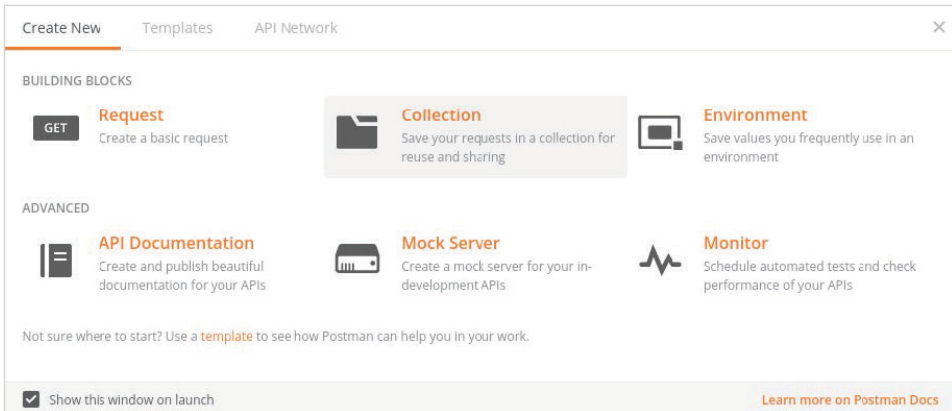 Create New
Templates
API Network
BUILDING BLOCKS
GET
Request
Create a basic request
Collection
Save your requests in a collection for
reuse and sharing
Environment
Save values you frequently use in an
environment
ADVANCED
API Documentation
Create and publish beautiful
documentation for your APIs
Mock Server
Create a mock server for your in-
development APIs
Monitor
Schedule automated tests and check
performance of your APIs
Not sure where to start? Use a template to see how Postman can help you in your work.
Show this window on launch
Learn more on Postman Docs